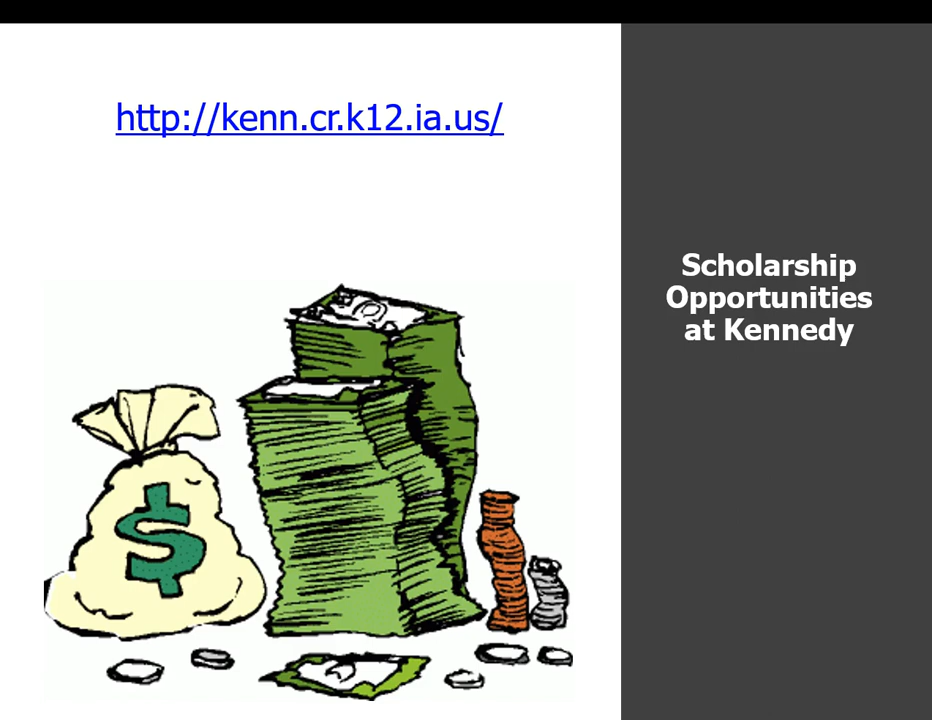 http://kenn.cr.k12.ia.us/
Scholarship
Opportunities
at Kennedy
$